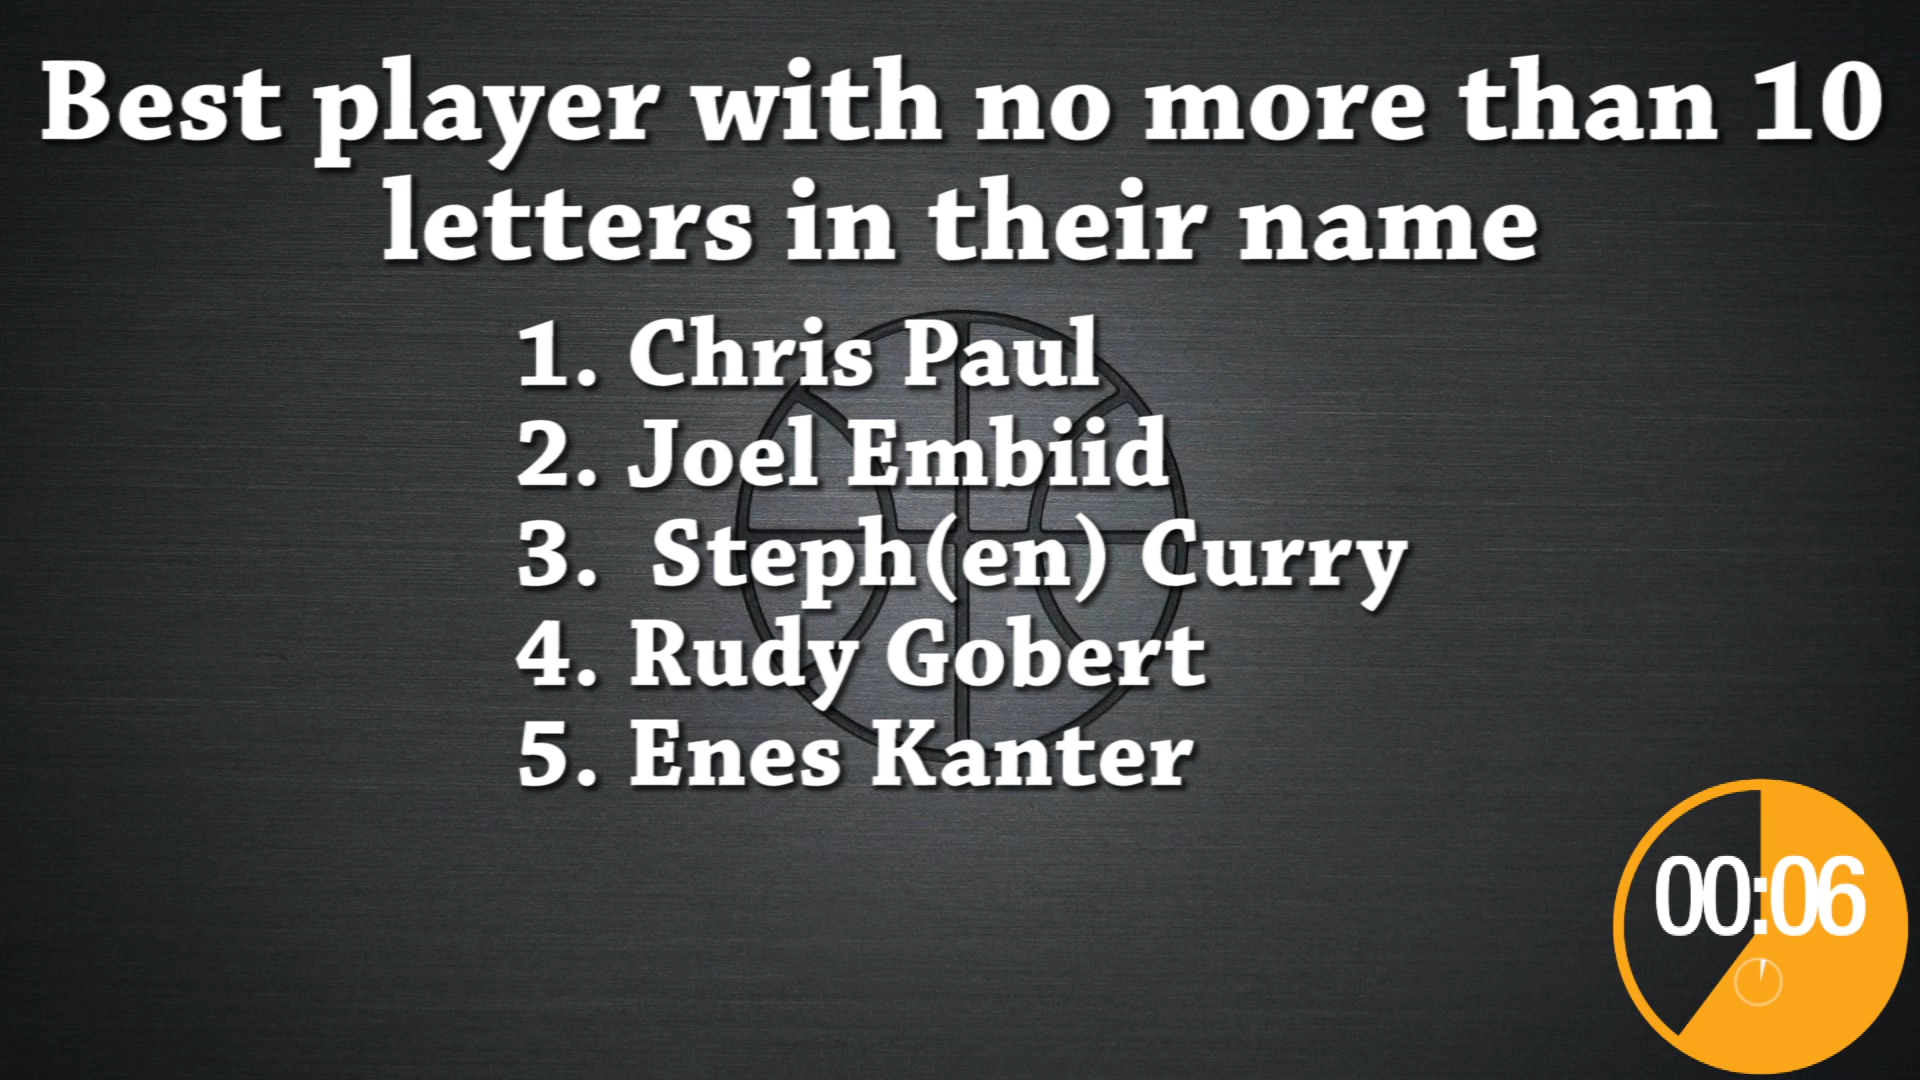 Best player with no more than 10
letters in their name
1. Chris Paul
2. Joel Embiid
3. Steph(en) Curry
4. Rudy Gobert
5. Enes Kanter
00:06